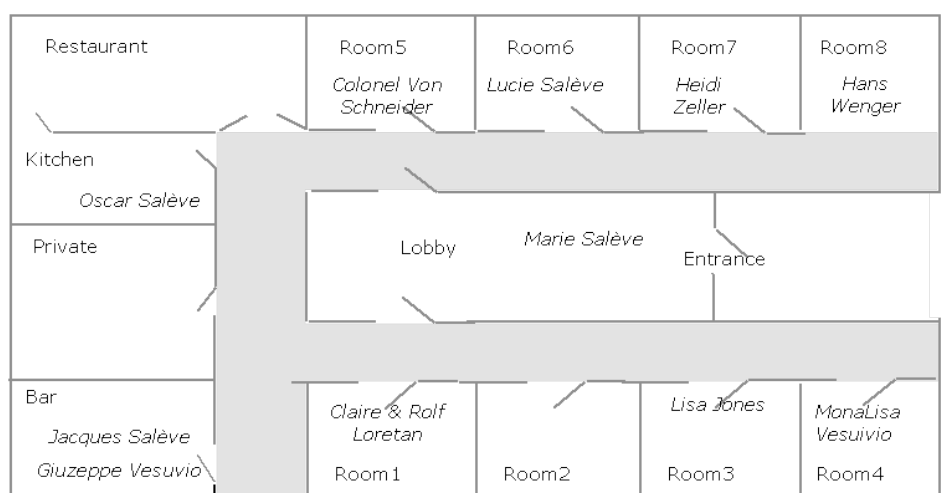 Restaurant
Room5
Room6
Room7
Room8
Colonel Von
Schneider
Lucie Salève
Heidi
Zeller
Hans
Wenger
Kitchen
Oscar Salève
Private
Lobby
Marie Salève
Entrance
Bar
Jacques Salève
Giuzeppe Vesuvio
Claire & Rolf
Loretan
Lisa Jones
MonaLisa
Vesuivio
Room1
Room2
Room3
Room4